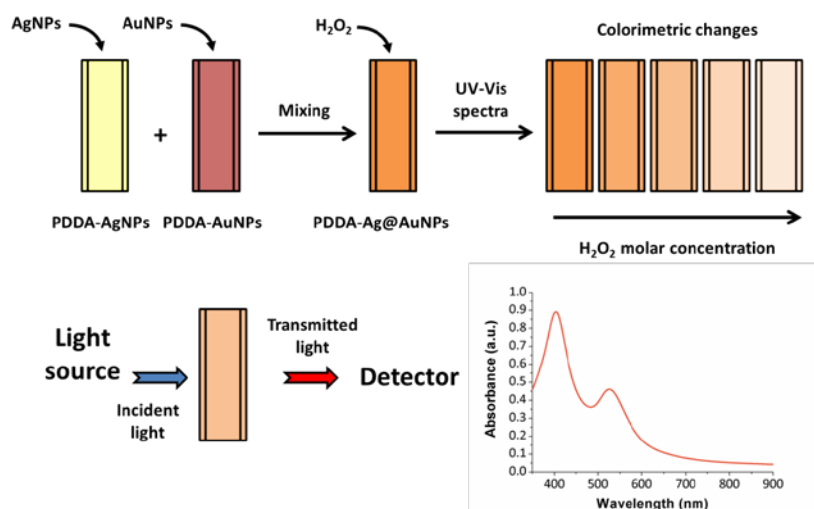 AgNPs
AuNPs
H₂O₂
Colorimetric changes
+
Mixing
UV-Vis
spectra
PDDA-AgNPs
PDDA-AuNPs
PDDA-Ag@AuNPs
H₂O₂ molar concentration
Light
source
Incident
light
Transmitted
light
Detector
Absorbance (a.u.)
1.0
0.9
0.8
0.7
0.6
0.5
0.4
0.3
0.2
0.1
0.0
400 500 600 700 800 900
Wavelength (nm)